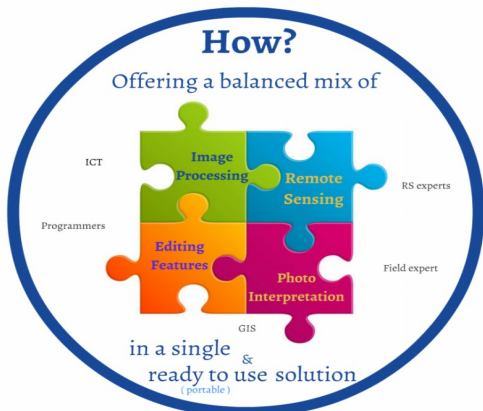 How?
Offering a balanced mix of
ICT
Image
Processing
Remote
Sensing
RS experts
Programmers
Editing
Features
Photo
Interpretation
Field expert
GIS
in a single &
ready to use solution
( portable )